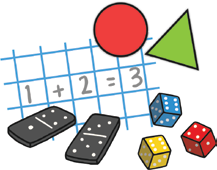 1 + 2 = 3